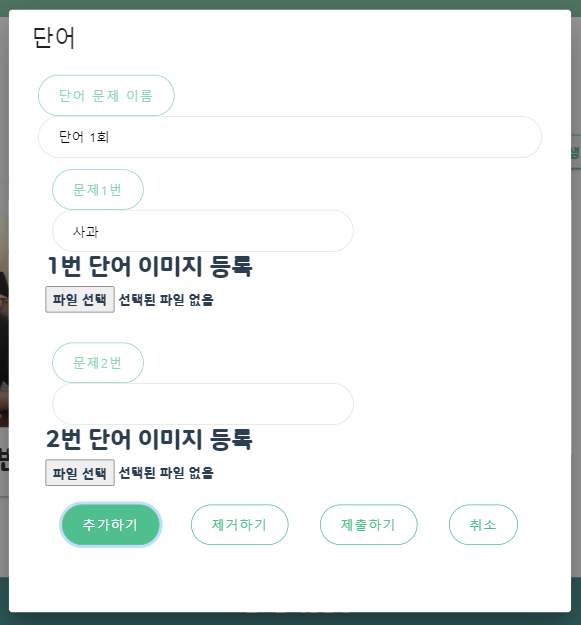 단어
단어 문제 이름
단어 1회
문제1번
사과
1번 단어 이미지 등록
파일 선택 선택된 파일 없음
문제2번
2번 단어 이미지 등록
파일 선택 선택된 파일 없음
추가하기 제거하기 제출하기 취소